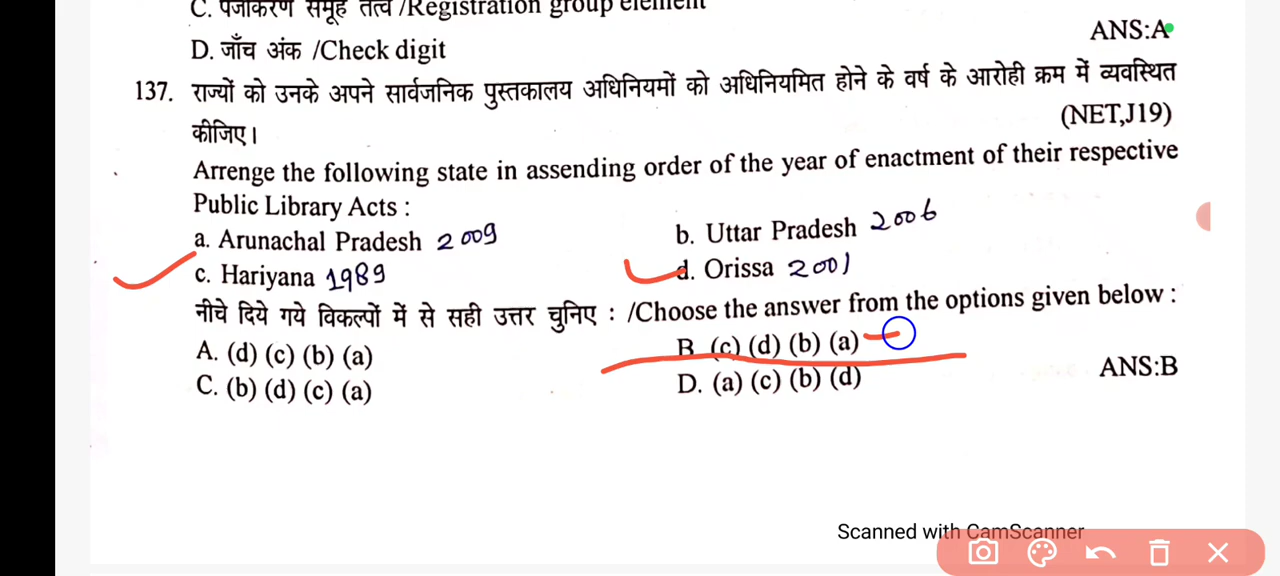 C. पंजीकरण समूह तत्व /Registration group element
D. जाँच अंक /Check digit
ANS:A
137. राज्यों को उनके अपने सार्वजनिक पुस्तकालय अधिनियमों को अधिनियमित होने के वर्ष के आरोही क्रम में व्यवस्थित
कीजिए।
(NET,J19)
Arrenge the following state in assending order of the year of enactment of their respective
Public Library Acts :
a. Arunachal Pradesh 2009
b. Uttar Pradesh 2006
c. Hariyana 1989
d. Orissa 2001
नीचे दिये गये विकल्पों में से सही उत्तर चुनिए : /Choose the answer from the options given below :
A. (d) (c) (b) (a)
B (c) (d) (b) (a)
C. (b) (d) (c) (a)
D. (a) (c) (b) (d)
ANS:B
Scanned with CamScanner